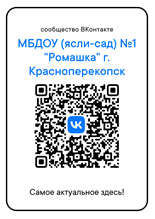 сообщество ВКонтакте
МБДОУ (ясли-сад) №1
"Ромашка" г.
Красноперекопск
Самое актуальное здесь!